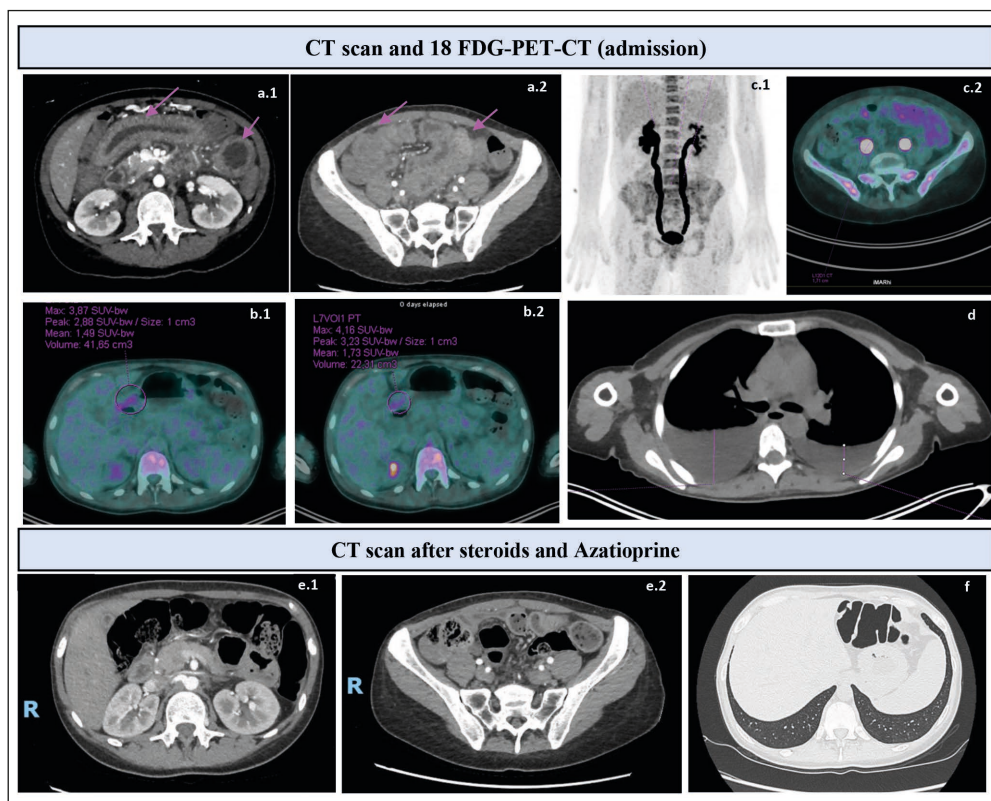 CT scan and 18 FDG-PET-CT (admission)
a.1
a.2
c.1
c.2
iMARhi
b.1
Max: 3,87 SUV-bw
Peak: 2,88 SUV-bw / Size: 1 cm3
Mean: 1,49 SUV-bw
Volume: 41,65 cm3
0 days elapsed
b.2
L7VOI1 PT
Max: 4,16 SUV-bw
Peak: 3,23 SUV-bw / Size: 1 cm3
Mean: 1,73 SUV-bw
Volume: 22,31 cm3
d
CT scan after steroids and Azatioprine
e.1
R
e.2
R
f